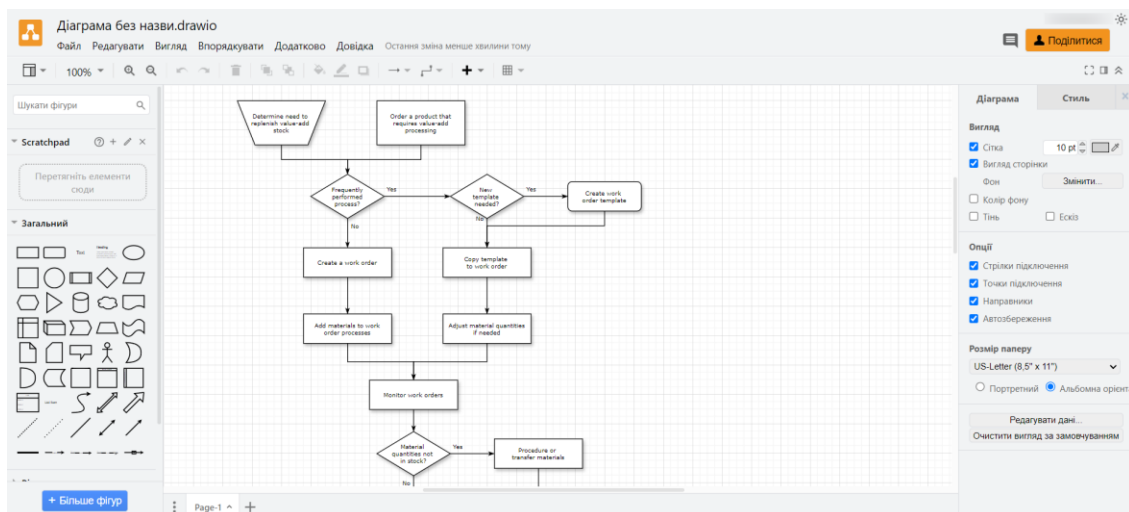 Діаграма без назви.drawio
Файл Редагувати Вигляд Впорядкувати Додатково Довідка Остання зміна менше хвилини тому
Поділитися
100%
Шукати фігури
Scratchpad
Перетягніть елементи
сюди
Загальний
Text
Heading
+ Більше фігур
Determine need to
replenish value-add
stock
Order a product that
requires value-add
processing
Frequently
performed
process?
Yes
New
template
needed?
Yes
Create work
order template
No
No
Create a work order
Copy template
to work order
Add materials to work
order processes
Adjust material quantities
if needed
Monitor work orders
Material
quantities not
in stock?
Yes
Procedure or
transfer materials
No
Page-1
Діаграма
Стиль
Вигляд
Сітка
10 pt
Вигляд сторінки
Фон
Змінити...
Колір фону
Тінь
Ескіз
Опції
Стрілки підключення
Точки підключення
Направники
Автозбереження
Розмір паперу
US-Letter (8,5" x 11")
Портретний
Альбомна орієнт
Редагувати дані...
Очистити вигляд за замовчуванням